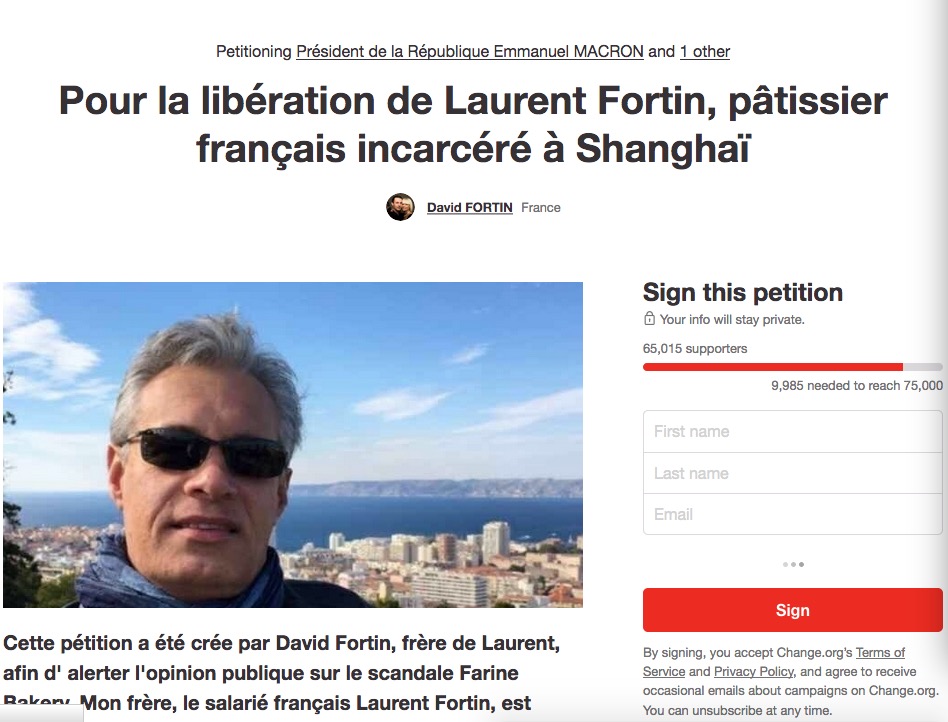 Petitioning Président de la République Emmanuel MACRON and 1 other
Pour la libération de Laurent Fortin, pâtissier
français incarcéré à Shanghaï
David FORTIN France
Sign this petition
Your info will stay private.
65,015 supporters
9,985 needed to reach 75,000
First name
Last name
Email
Sign
By signing, you accept Change.org's Terms of
Service and Privacy Policy, and agree to receive
occasional emails about campaigns on Change.org.
You can unsubscribe at any time.
Cette pétition a été crée par David Fortin, frère de Laurent,
afin d' alerter l'opinion publique sur le scandale Farine
Bakery. Mon frère, le salarié français Laurent Fortin, est